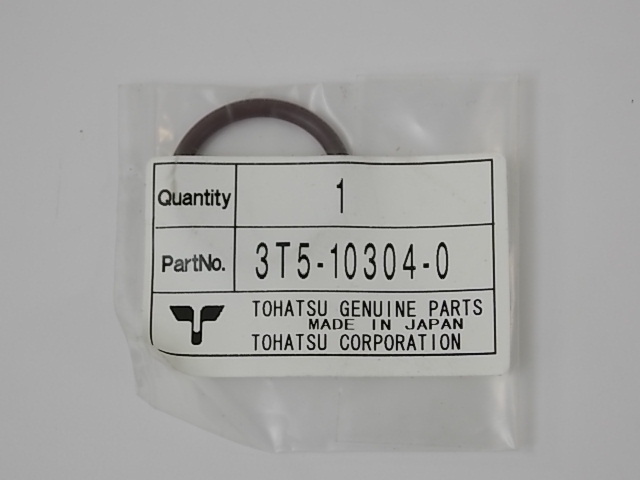 Quantity 1
PartNo. 3T5-10304-0
TOHATSU GENUINE PARTS
MADE IN JAPAN
TOHATSU CORPORATION